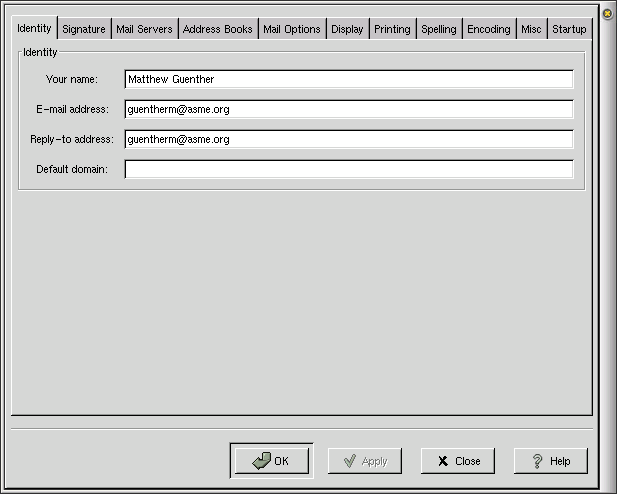 Identity Signature Mail Servers Address Books Mail Options Display Printing Spelling Encoding Misc Startup
Identity
Your name: Matthew Guenther
E-mail address: guentherm@asme.org
Reply-to address: guentherm@asme.org
Default domain:
OK Apply Close Help